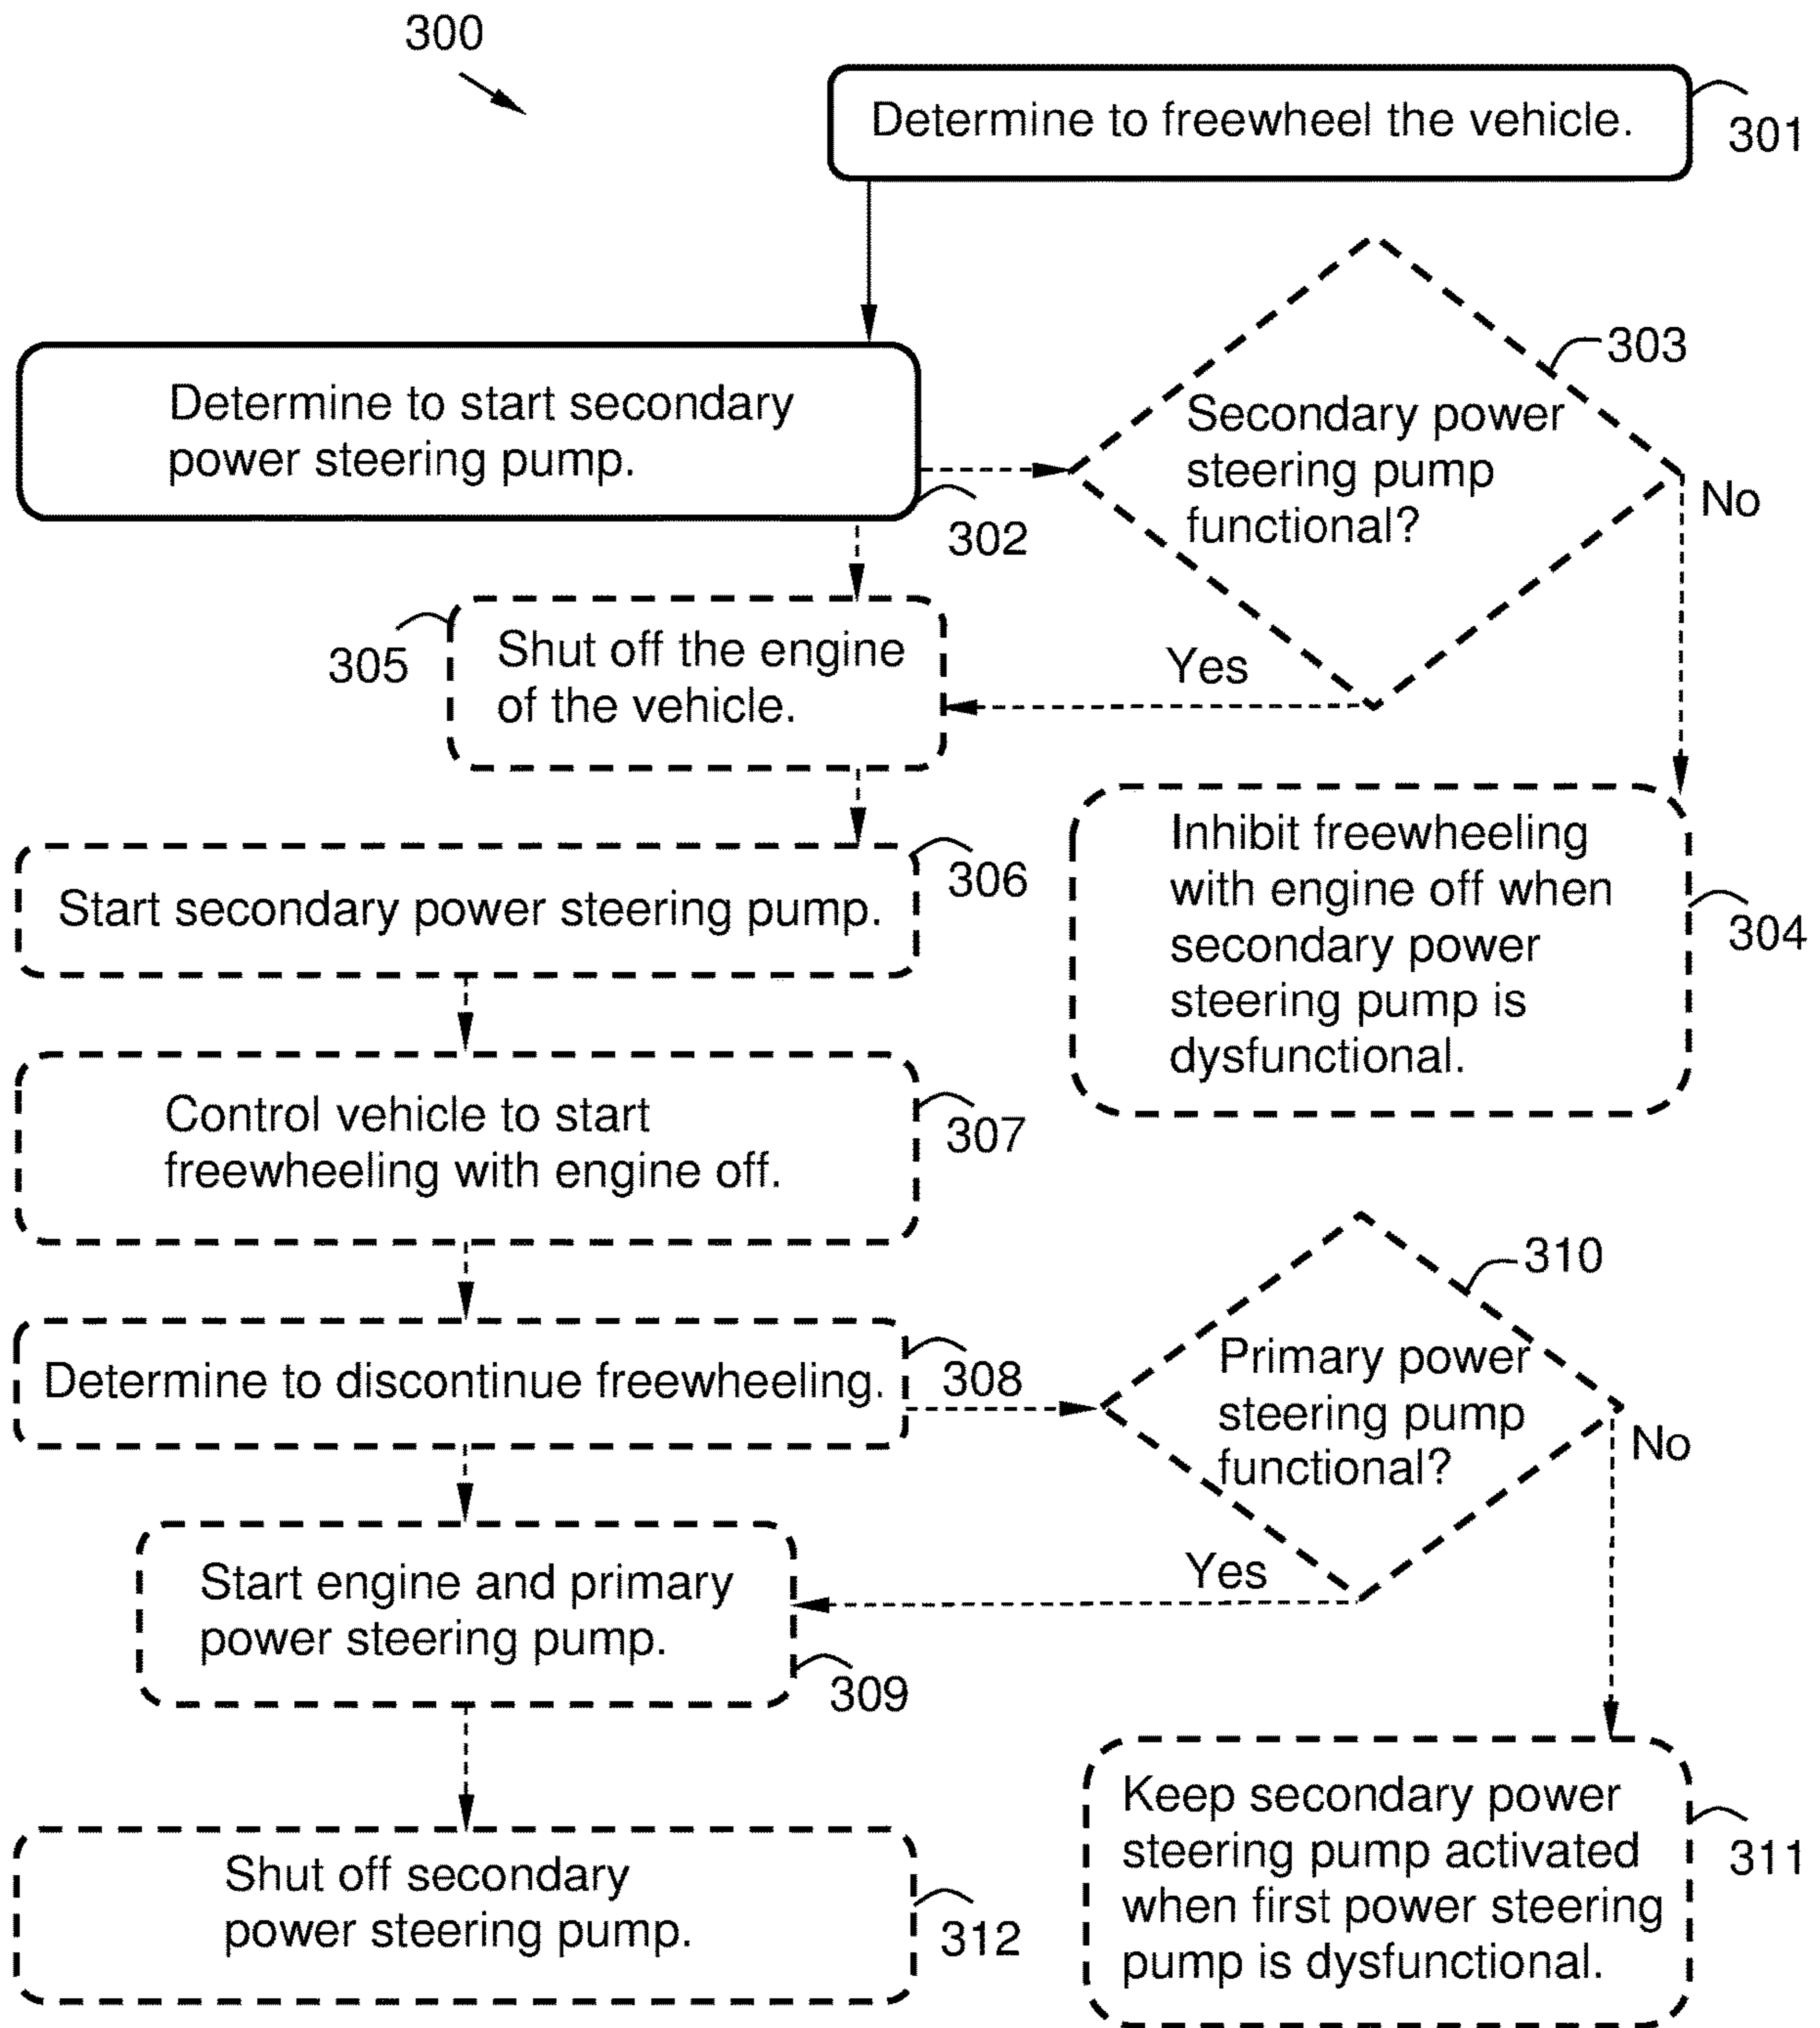 300
Determine to freewheel the vehicle.
301
Determine to start secondary
power steering pump.
302
303
Secondary power
steering pump
functional?
No
Yes
305
Shut off the engine
of the vehicle.
306
Start secondary power steering pump.
Inhibit freewheeling
with engine off when
secondary power
steering pump is
dysfunctional.
304
Control vehicle to start
freewheeling with engine off.
307
Determine to discontinue freewheeling.
308
310
Primary power
steering pump
functional?
No
Yes
Start engine and primary
power steering pump.
309
Keep secondary power
steering pump activated
when first power steering
pump is dysfunctional.
311
Shut off secondary
power steering pump.
312